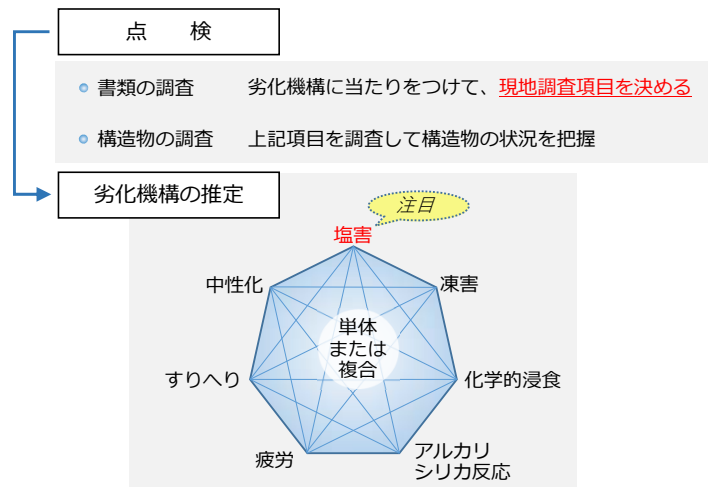 点　検
書類の調査　劣化機構に当たりをつけて、現地調査項目を決める
構造物の調査　上記項目を調査して構造物の状況を把握
劣化機構の推定
注目
塩害
中性化
凍害
単体
または
複合
すりへり
化学的浸食
疲労
アルカリ
シリカ反応